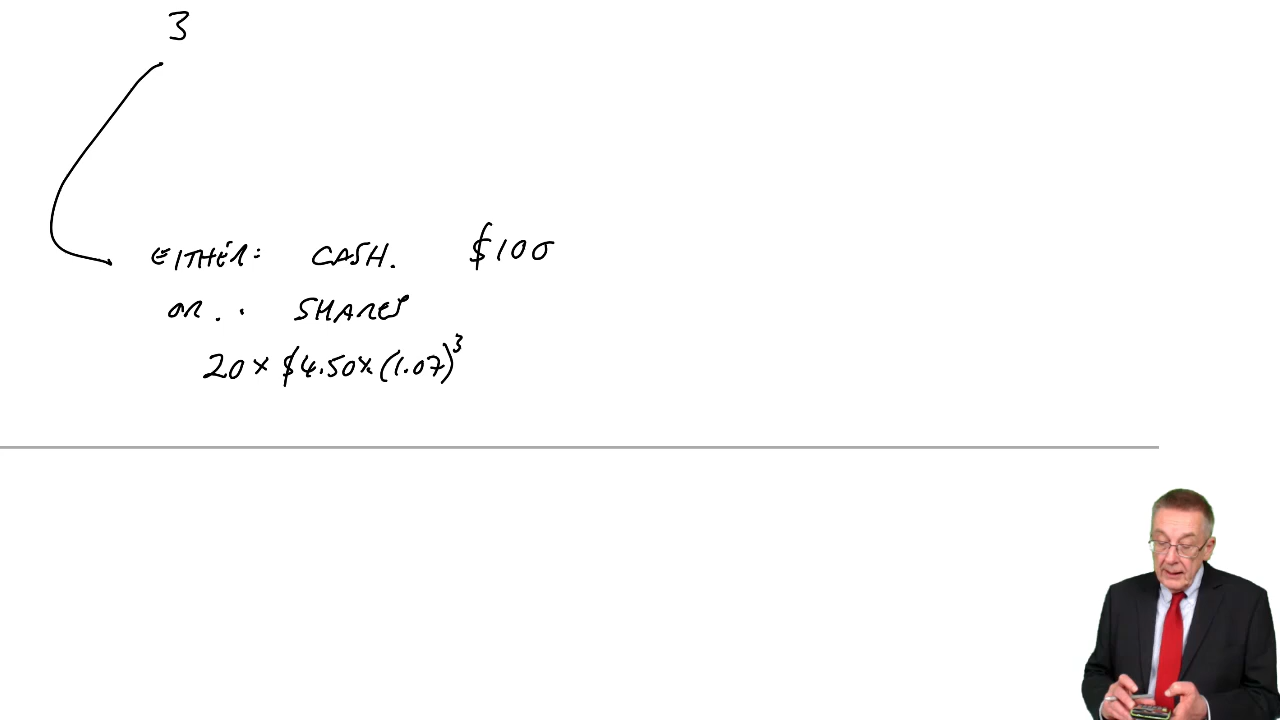 3
EITHER: CASH. $100
OR.. SHARES
20 × $4.50 × (1.07)³